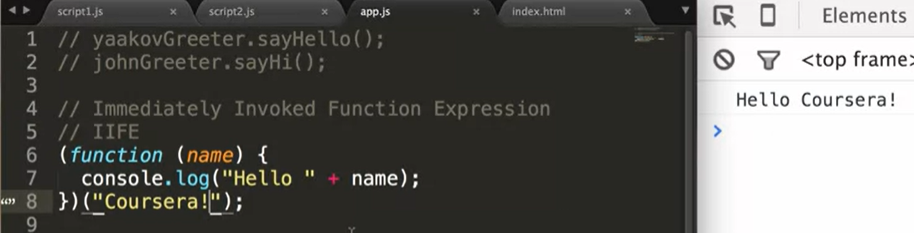 script1.js × script2.js × app.js × index.html ×
Elements
1 // yaakovGreeter.sayHello();
2 // johnGreeter.sayHi();
3
4 // Immediately Invoked Function Expression
5 // IIFE
6 (function (name) {
7 console.log("Hello " + name);
8 })("Coursera!");
9
<top frame>
Hello Coursera!
>